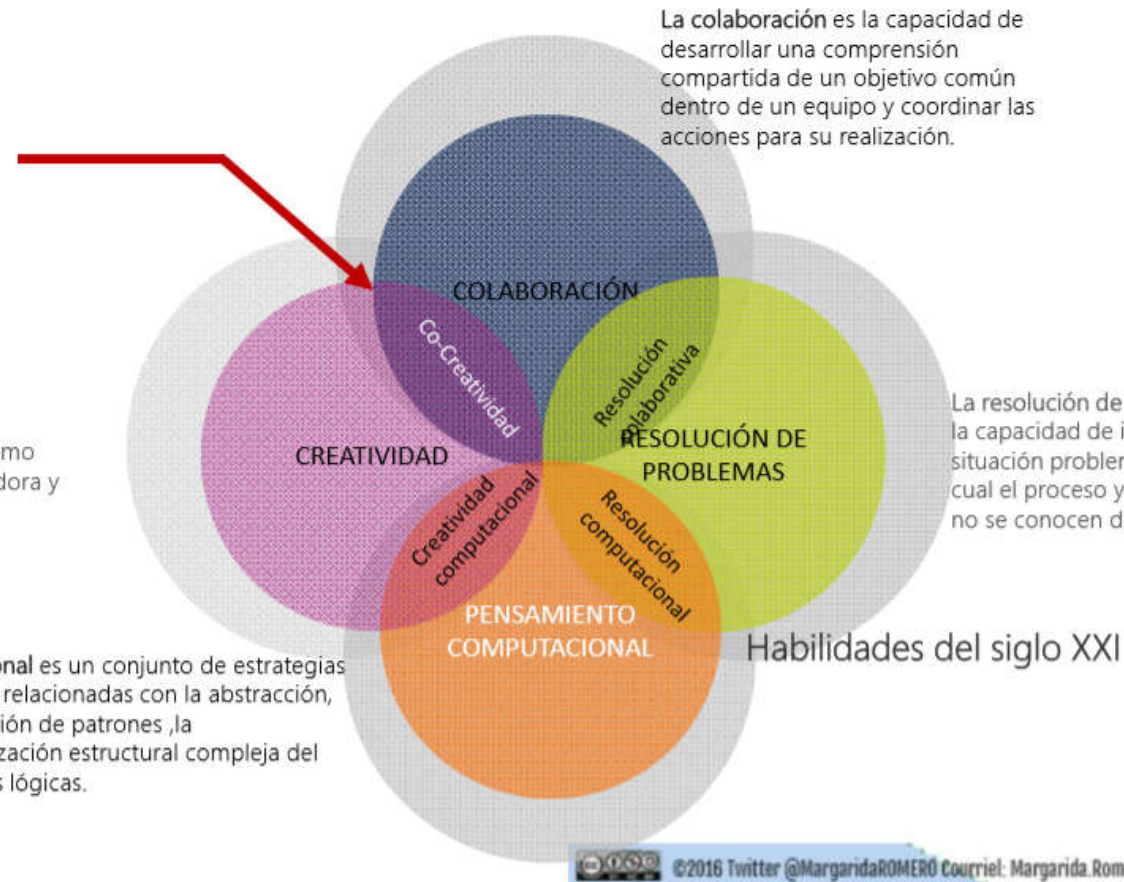 La colaboración es la capacidad de
desarrollar una comprensión
compartida de un objetivo común
dentro de un equipo y coordinar las
acciones para su realización.
COLABORACIÓN
Co-Creatividad
Resolución
colaborativa
CREATIVIDAD
RESOLUCIÓN DE
PROBLEMAS
mo
dora y
La resolución de
la capacidad de i
situación probler
cual el proceso y
no se conocen d
Creatividad
computacional
Resolución
computacional
PENSAMIENTO
COMPUTACIONAL
Habilidades del siglo XXI
onal es un conjunto de estrategias
relacionadas con la abstracción,
ción de patrones ,la
ización estructural compleja del
s lógicas.
©2016 Twitter @MargaridaROMERO Courriel: Margarida.Rom